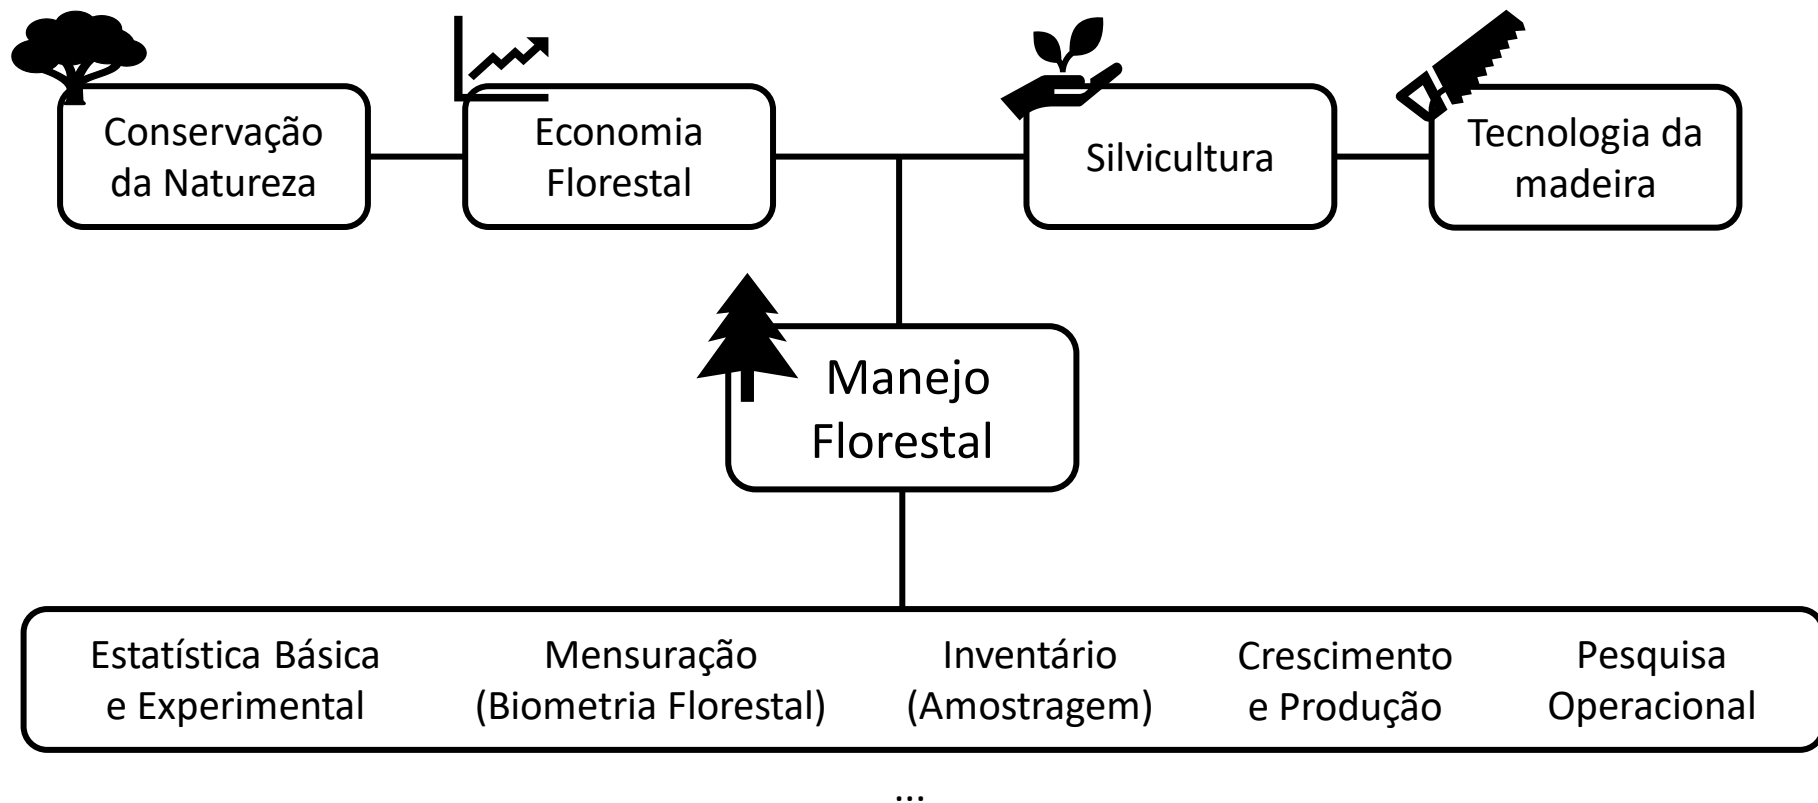 Conservação
da Natureza
Economia
Florestal
Silvicultura
Tecnologia da
madeira
Manejo
Florestal
Estatística Básica
e Experimental
Mensuração
(Biometria Florestal)
Inventário
(Amostragem)
Crescimento
e Produção
Pesquisa
Operacional
...